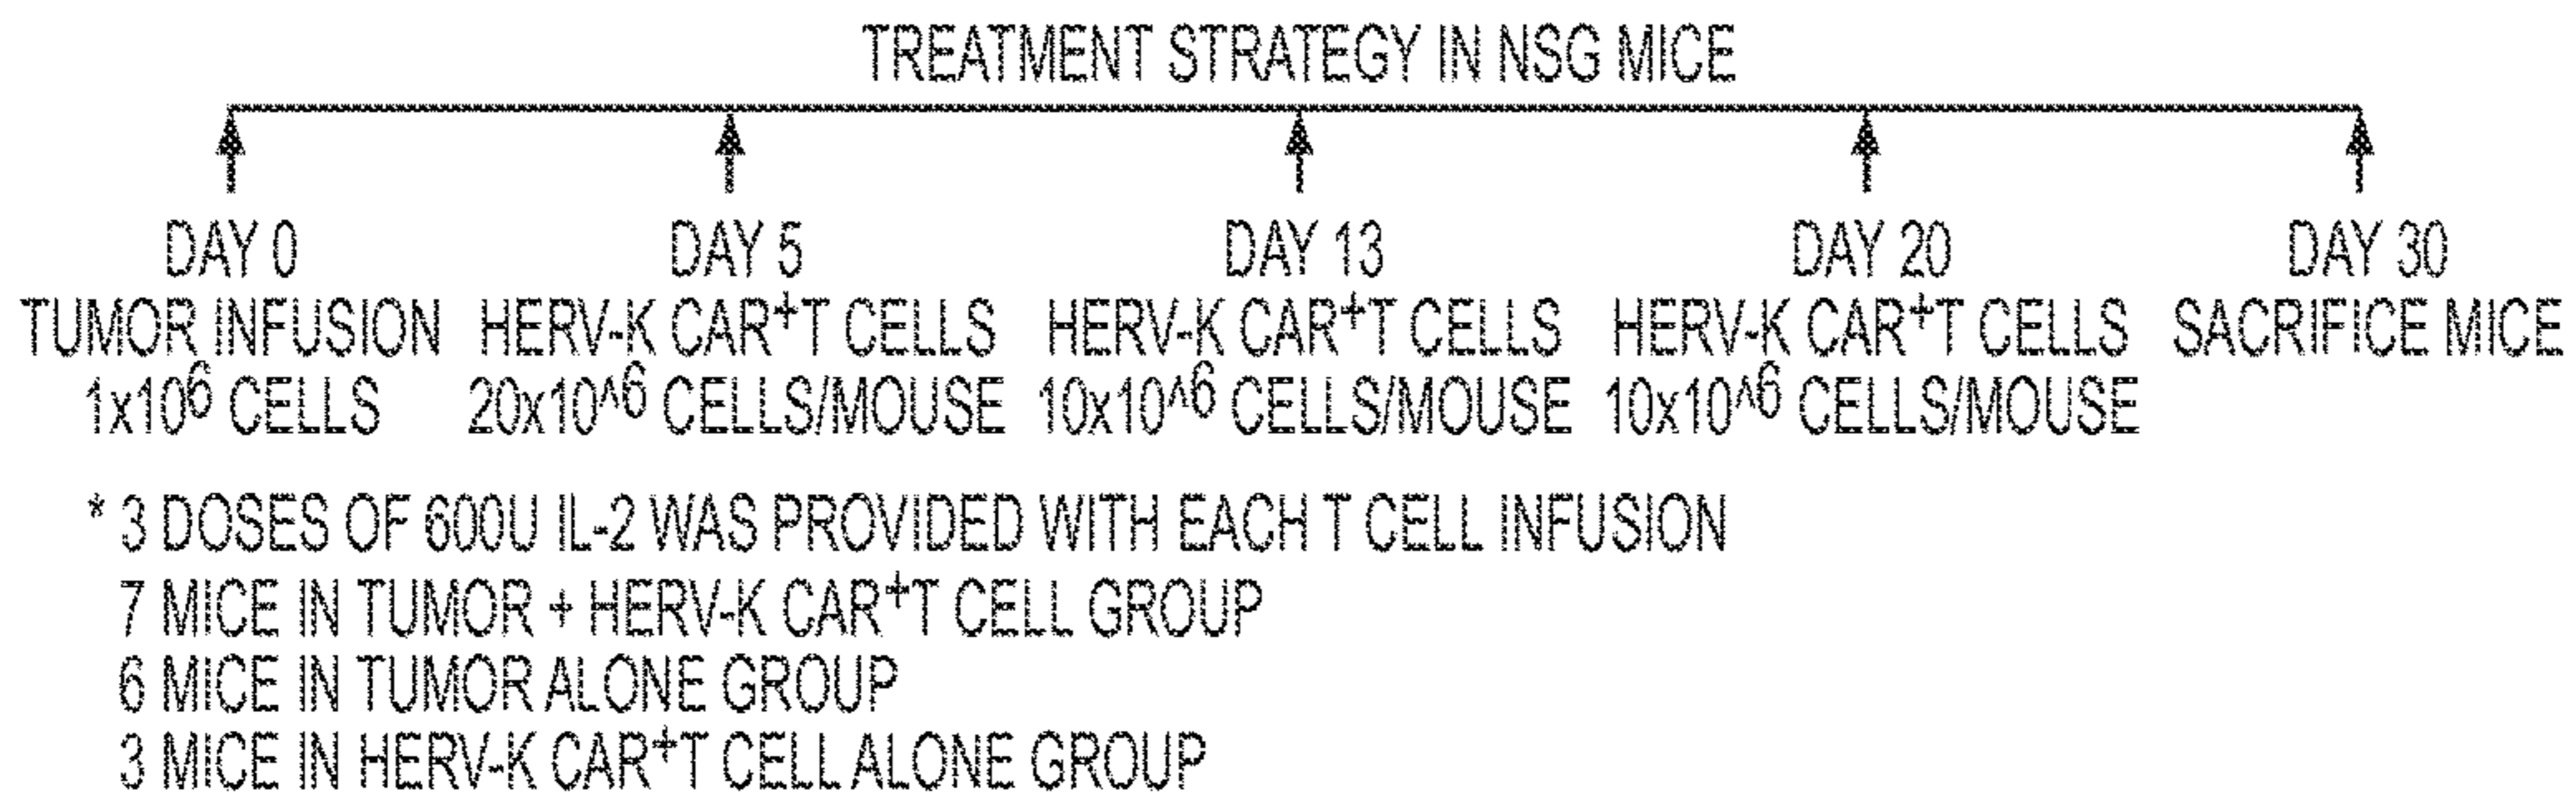 TREATMENT STRATEGY IN NSG MICE
DAY 0 DAY 5 DAY 13 DAY 20 DAY 30
TUMOR INFUSION HERV-K CAR⁺T CELLS HERV-K CAR⁺T CELLS HERV-K CAR⁺T CELLS SACRIFICE MICE
1x10⁶ CELLS 20x10^⁶ CELLS/MOUSE 10x10^⁶ CELLS/MOUSE 10x10^⁶ CELLS/MOUSE
* 3 DOSES OF 600U IL-2 WAS PROVIDED WITH EACH T CELL INFUSION
7 MICE IN TUMOR + HERV-K CAR⁺T CELL GROUP
6 MICE IN TUMOR ALONE GROUP
3 MICE IN HERV-K CAR⁺T CELL ALONE GROUP